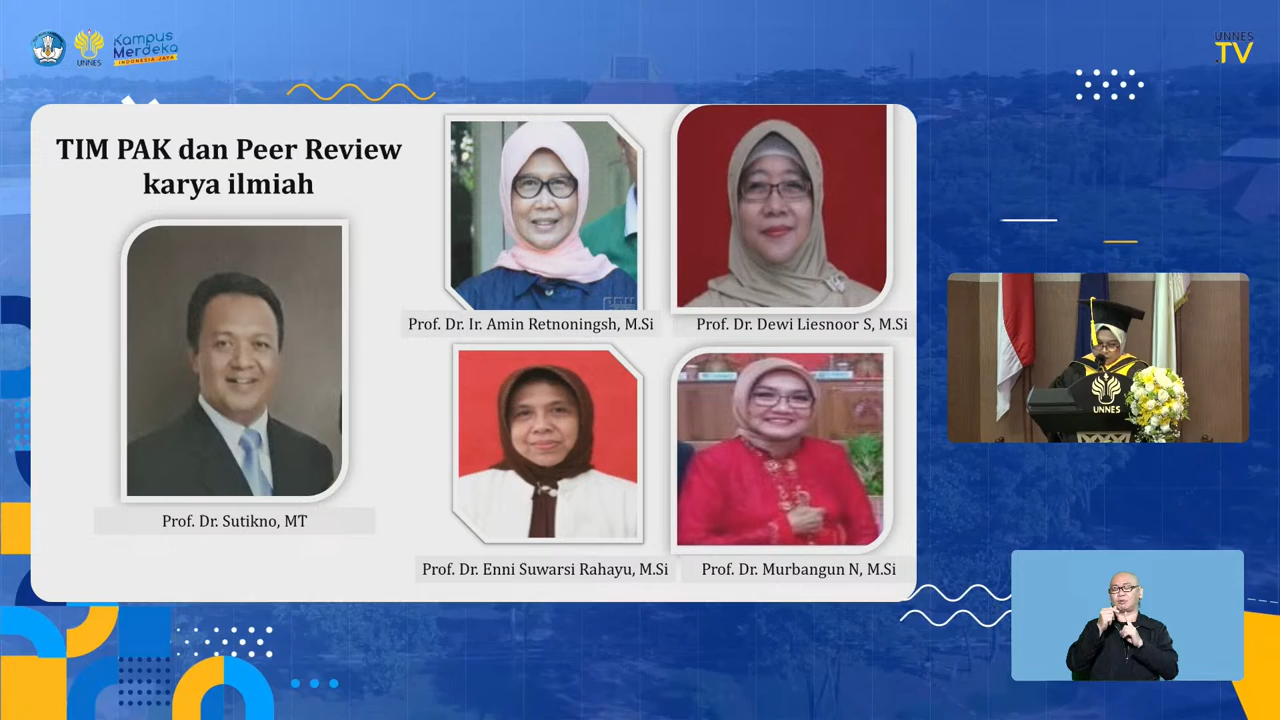 UNNES
Kampus
Merdeka
INDONESIA JAYA
UNNES
TV
TIM PAK dan Peer Review
karya ilmiah
Prof. Dr. Ir. Amin Retnoningsh, M.Si
Prof. Dr. Dewi Liesnoor S, M.Si
Prof. Dr. Sutikno, MT
Prof. Dr. Enni Suwarsi Rahayu, M.Si
Prof. Dr. Murbangun N, M.Si
UNNES